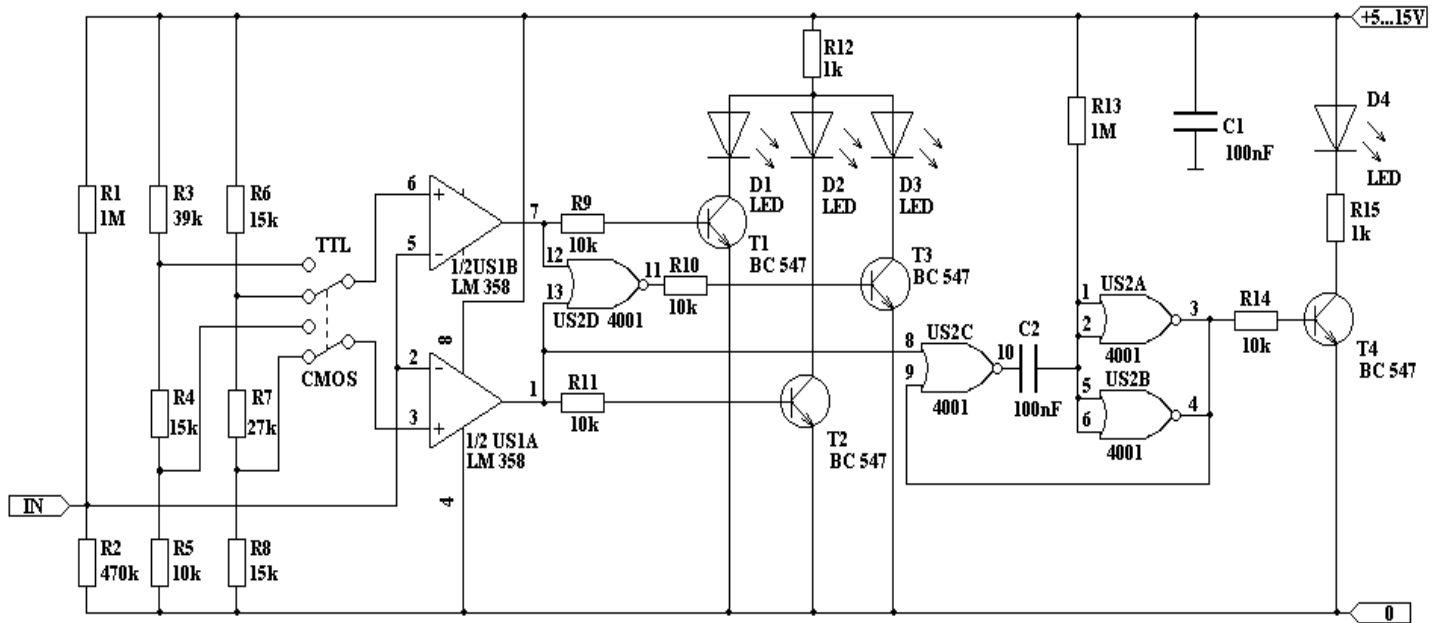 +5...15V
R12
1k
R13
1M
C1
100nF
D4
LED
R1
1M
R3
39k
R6
15k
6
+
5
-
7
1/2US1B
LM 358
R9
10k
D1
LED
D2
LED
D3
LED
R15
1k
TTL
CMOS
12
13
11
US2D 4001
R10
10k
T1
BC 547
T3
BC 547
8
2
-
3
+
1
1/2 US1A
LM 358
4
R11
10k
T2
BC 547
R4
15k
R7
27k
US2C
8
9
10
4001
C2
100nF
US2A
1
2
3
4001
US2B
5
6
4
4001
R14
10k
T4
BC 547
IN
R2
470k
R5
10k
R8
15k
0